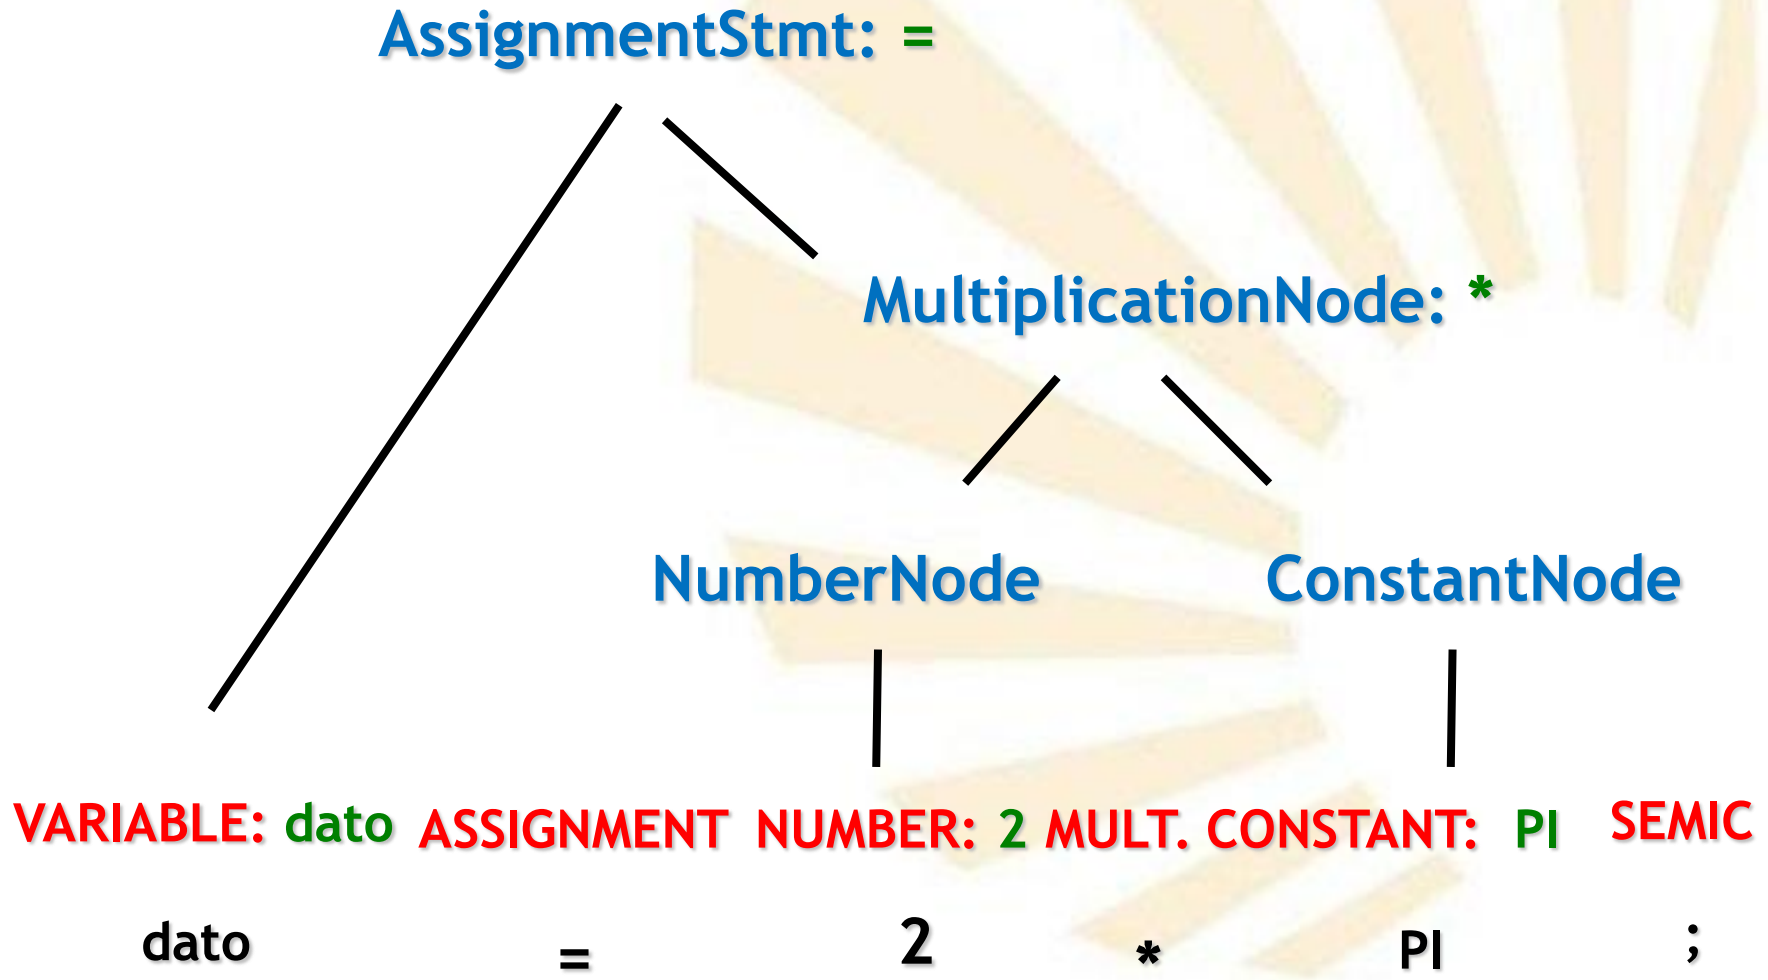 AssignmentStmt: =
MultiplicationNode: *
NumberNode ConstantNode
VARIABLE: dato ASSIGNMENT NUMBER: 2 MULT. CONSTANT: PI SEMIC
dato = 2 * PI ;